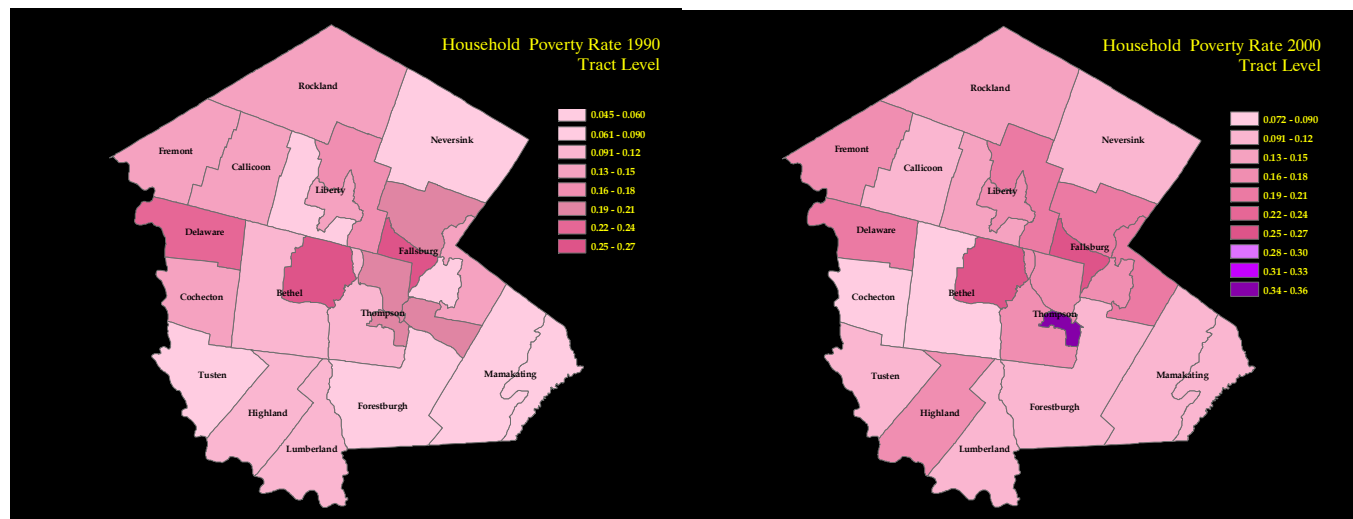 Household Poverty Rate 1990
Tract Level
0.045 - 0.060
0.061 - 0.090
0.091 - 0.12
0.13 - 0.15
0.16 - 0.18
0.19 - 0.21
0.22 - 0.24
0.25 - 0.27
Rockland
Neversink
Fremont
Callicoon
Liberty
Delaware
Fallsburg
Cochecton
Bethel
Thompson
Tusten
Mamakating
Highland
Forestburgh
Lumberland
Household Poverty Rate 2000
Tract Level
0.072 - 0.090
0.091 - 0.12
0.13 - 0.15
0.16 - 0.18
0.19 - 0.21
0.22 - 0.24
0.25 - 0.27
0.28 - 0.30
0.31 - 0.33
0.34 - 0.36
Rockland
Neversink
Fremont
Callicoon
Liberty
Delaware
Fallsburg
Cochecton
Bethel
Thompson
Tusten
Mamakating
Highland
Forestburgh
Lumberland